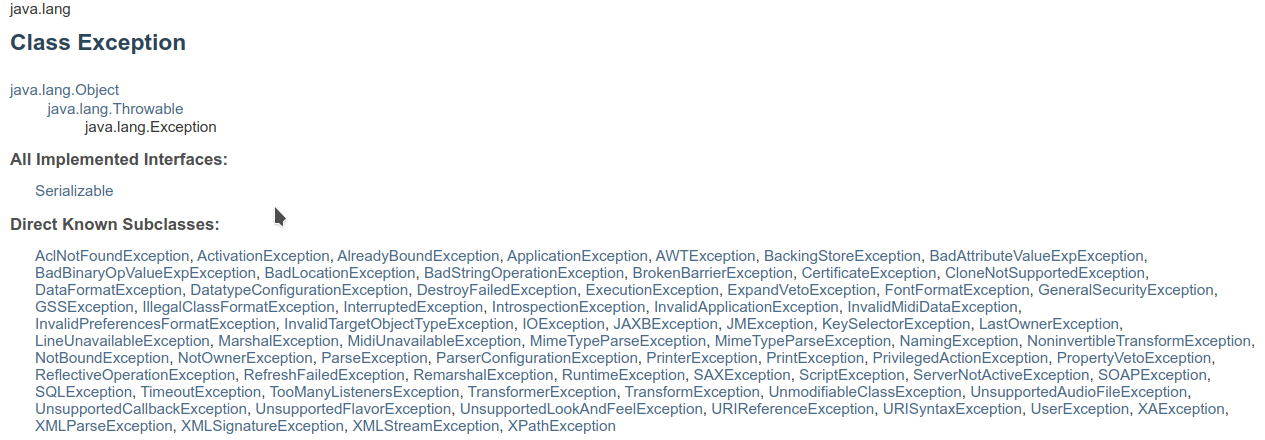 java.lang
Class Exception
java.lang.Object
java.lang.Throwable
java.lang.Exception
All Implemented Interfaces:
Serializable
Direct Known Subclasses:
AclNotFoundException, ActivationException, AlreadyBoundException, ApplicationException, AWTException, BackingStoreException, BadAttributeValueExpException,
BadBinaryOpValueExpException, BadLocationException, BadStringOperationException, BrokenBarrierException, CertificateException, CloneNotSupportedException,
DataFormatException, DatatypeConfigurationException, DestroyFailedException, ExecutionException, ExpandVetoException, FontFormatException, GeneralSecurityException,
GSSException, IllegalClassFormatException, InterruptedException, IntrospectionException, InvalidApplicationException, InvalidMidiDataException,
InvalidPreferencesFormatException, InvalidTargetObjectTypeException, IOException, JAXBException, JMException, KeySelectorException, LastOwnerException,
LineUnavailableException, MarshalException, MidiUnavailableException, MimeTypeParseException, MimeTypeParseException, NamingException, NoninvertibleTransformException,
NotBoundException, NotOwnerException, ParseException, ParserConfigurationException, PrinterException, PrintException, PrivilegedActionException, PropertyVetoException,
ReflectiveOperationException, RefreshFailedException, RemarshalException, RuntimeException, SAXException, ScriptException, ServerNotActiveException, SOAPException,
SQLException, TimeoutException, TooManyListenersException, TransformerException, TransformException, UnmodifiableClassException, UnsupportedAudioFileException,
UnsupportedCallbackException, UnsupportedFlavorException, UnsupportedLookAndFeelException, URIReferenceException, URISyntaxException, UserException, XAException,
XMLParseException, XMLSignatureException, XMLStreamException, XPathException